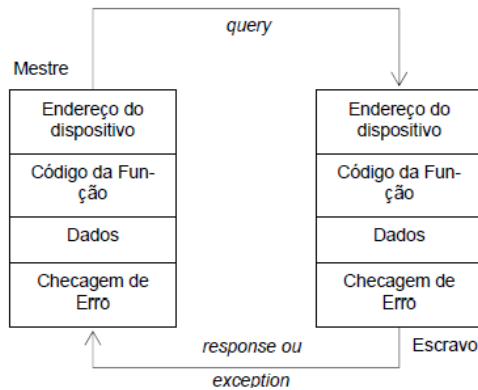 query
Mestre
Endereço do
dispositivo
Código da Fun-
ção
Dados
Checagem de
Erro
Endereço do
dispositivo
Código da Fun-
ção
Dados
Checagem de
Erro
response ou
exception
Escravo